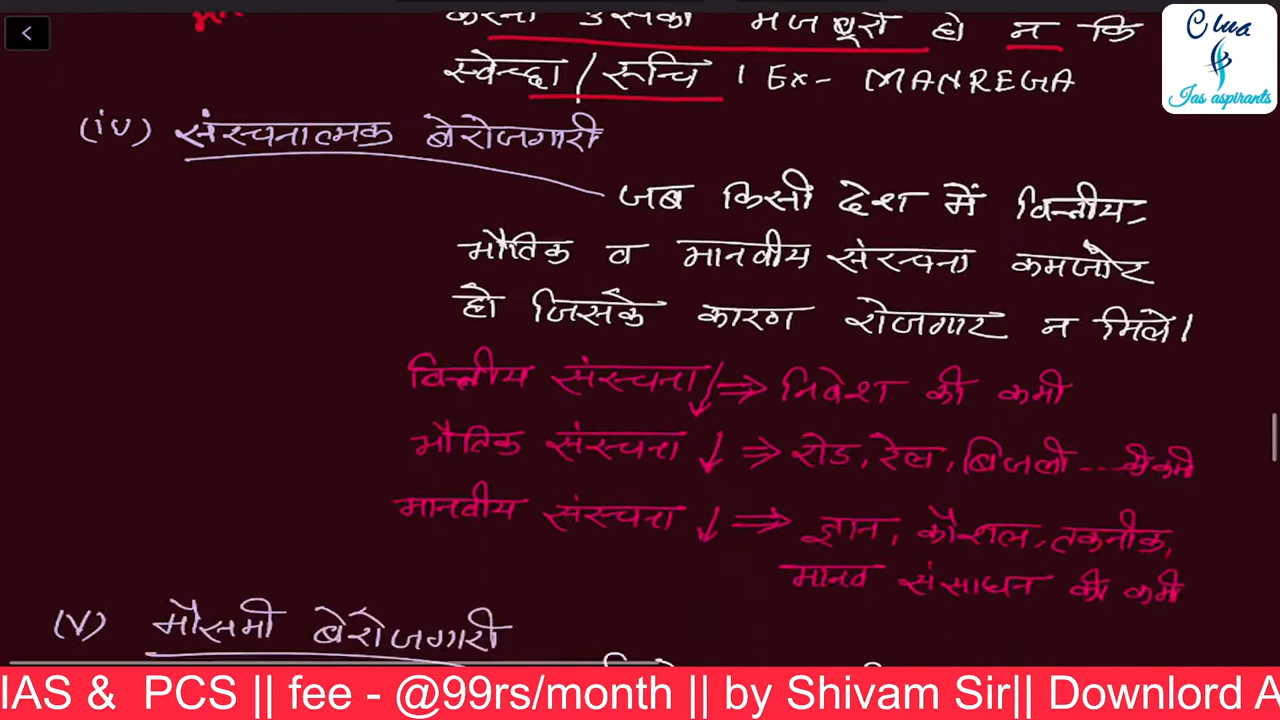 करना उसकी मजबूरी हो न कि
स्वेच्छा / रूचि । Ex- MANREGA
(iv) संरचनात्मक बेरोजगारी
जब किसी देश में वित्तीय,
भौतिक व मानवीय संरचना कमजोर
हो जिसके कारण रोजगार न मिले।
वित्तीय संरचना ↓ ⇒ निवेश की कमी
भौतिक संरचना ↓ ⇒ रोड, रेल, बिजली ---- की कमी
मानवीय संरचना ↓ ⇒ ज्ञान, कौशल, तकनीक,
मानव संसाधन की कमी
(v) मौसमी बेरोजगारी
Clua
Ias aspirants
IAS & PCS || fee - @99rs/month || by Shivam Sir|| Downlord A